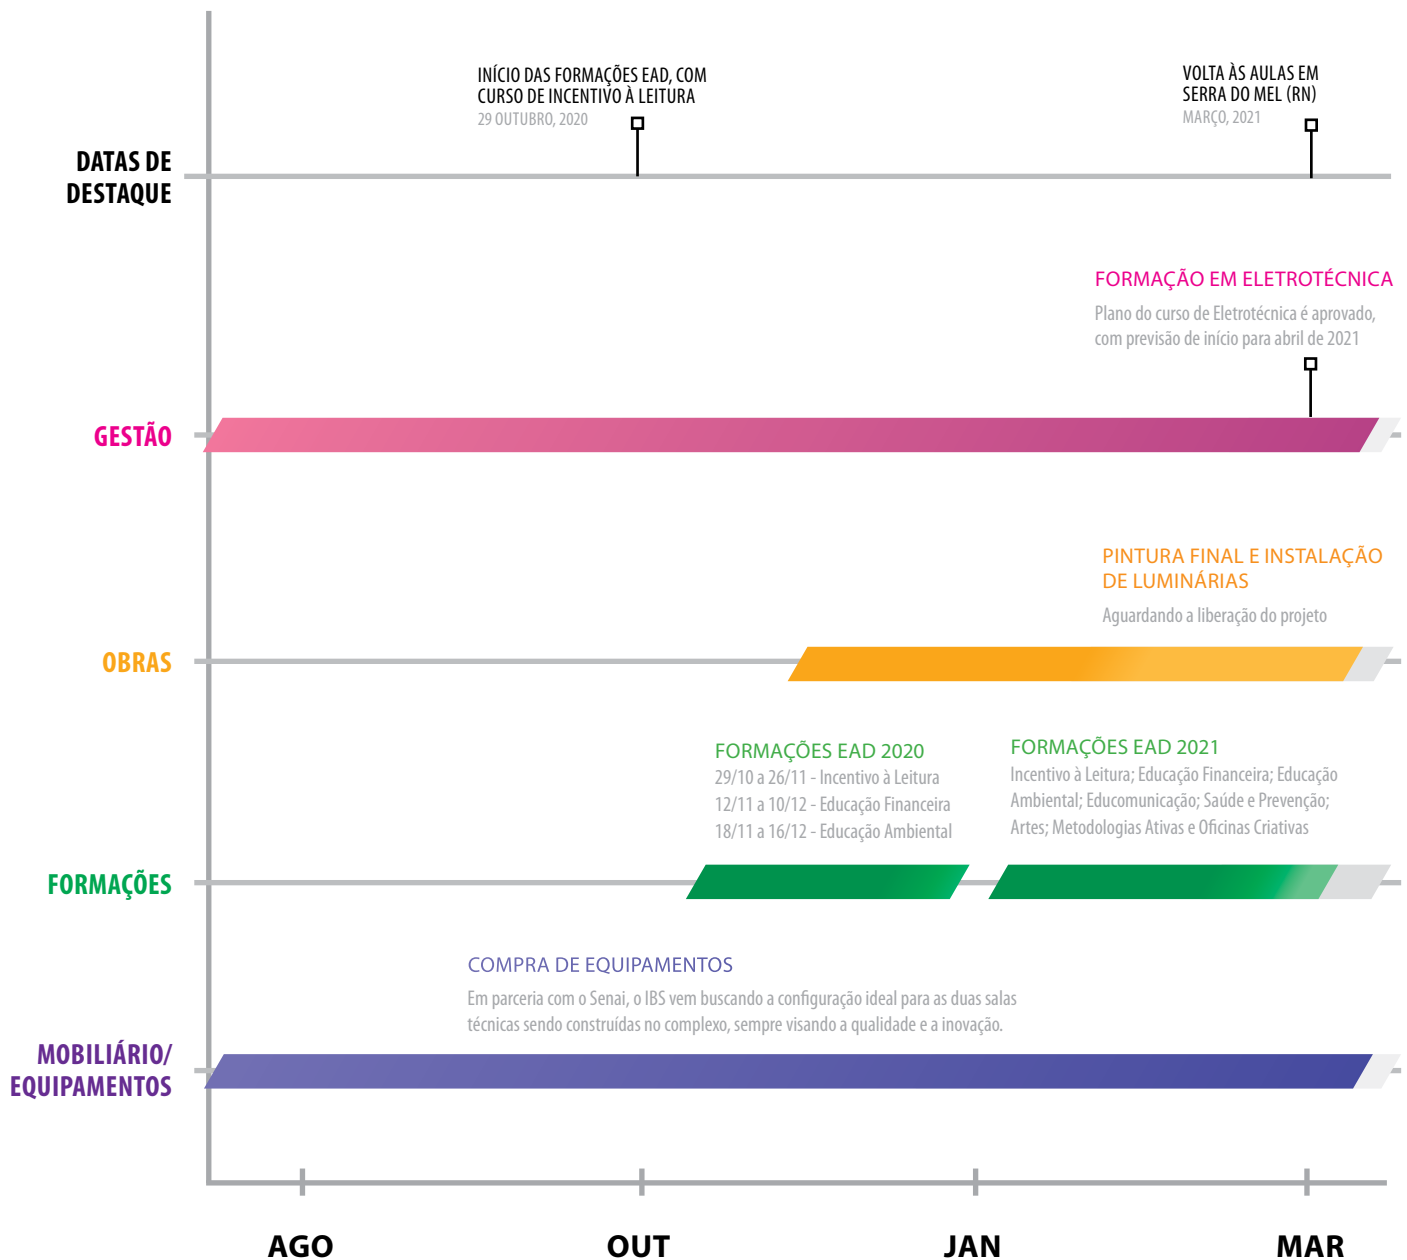 INÍCIO DAS FORMAÇÕES EAD, COM
CURSO DE INCENTIVO À LEITURA
29 OUTUBRO, 2020
VOLTA ÀS AULAS EM
SERRA DO MEL (RN)
MARÇO, 2021
DATAS DE
DESTAQUE
FORMAÇÃO EM ELETROTÉCNICA
Plano do curso de Eletrotécnica é aprovado,
com previsão de início para abril de 2021
GESTÃO
PINTURA FINAL E INSTALAÇÃO
DE LUMINÁRIAS
Aguardando a liberação do projeto
OBRAS
FORMAÇÕES EAD 2020
29/10 a 26/11 - Incentivo à Leitura
12/11 a 10/12 - Educação Financeira
18/11 a 16/12 - Educação Ambiental
FORMAÇÕES EAD 2021
Incentivo à Leitura; Educação Financeira; Educação
Ambiental; Educomunicação; Saúde e Prevenção;
Artes; Metodologias Ativas e Oficinas Criativas
FORMAÇÕES
COMPRA DE EQUIPAMENTOS
Em parceria com o Senai, o IBS vem buscando a configuração ideal para as duas salas
técnicas sendo construídas no complexo, sempre visando a qualidade e a inovação.
MOBILIÁRIO/
EQUIPAMENTOS
AGO
OUT
JAN
MAR